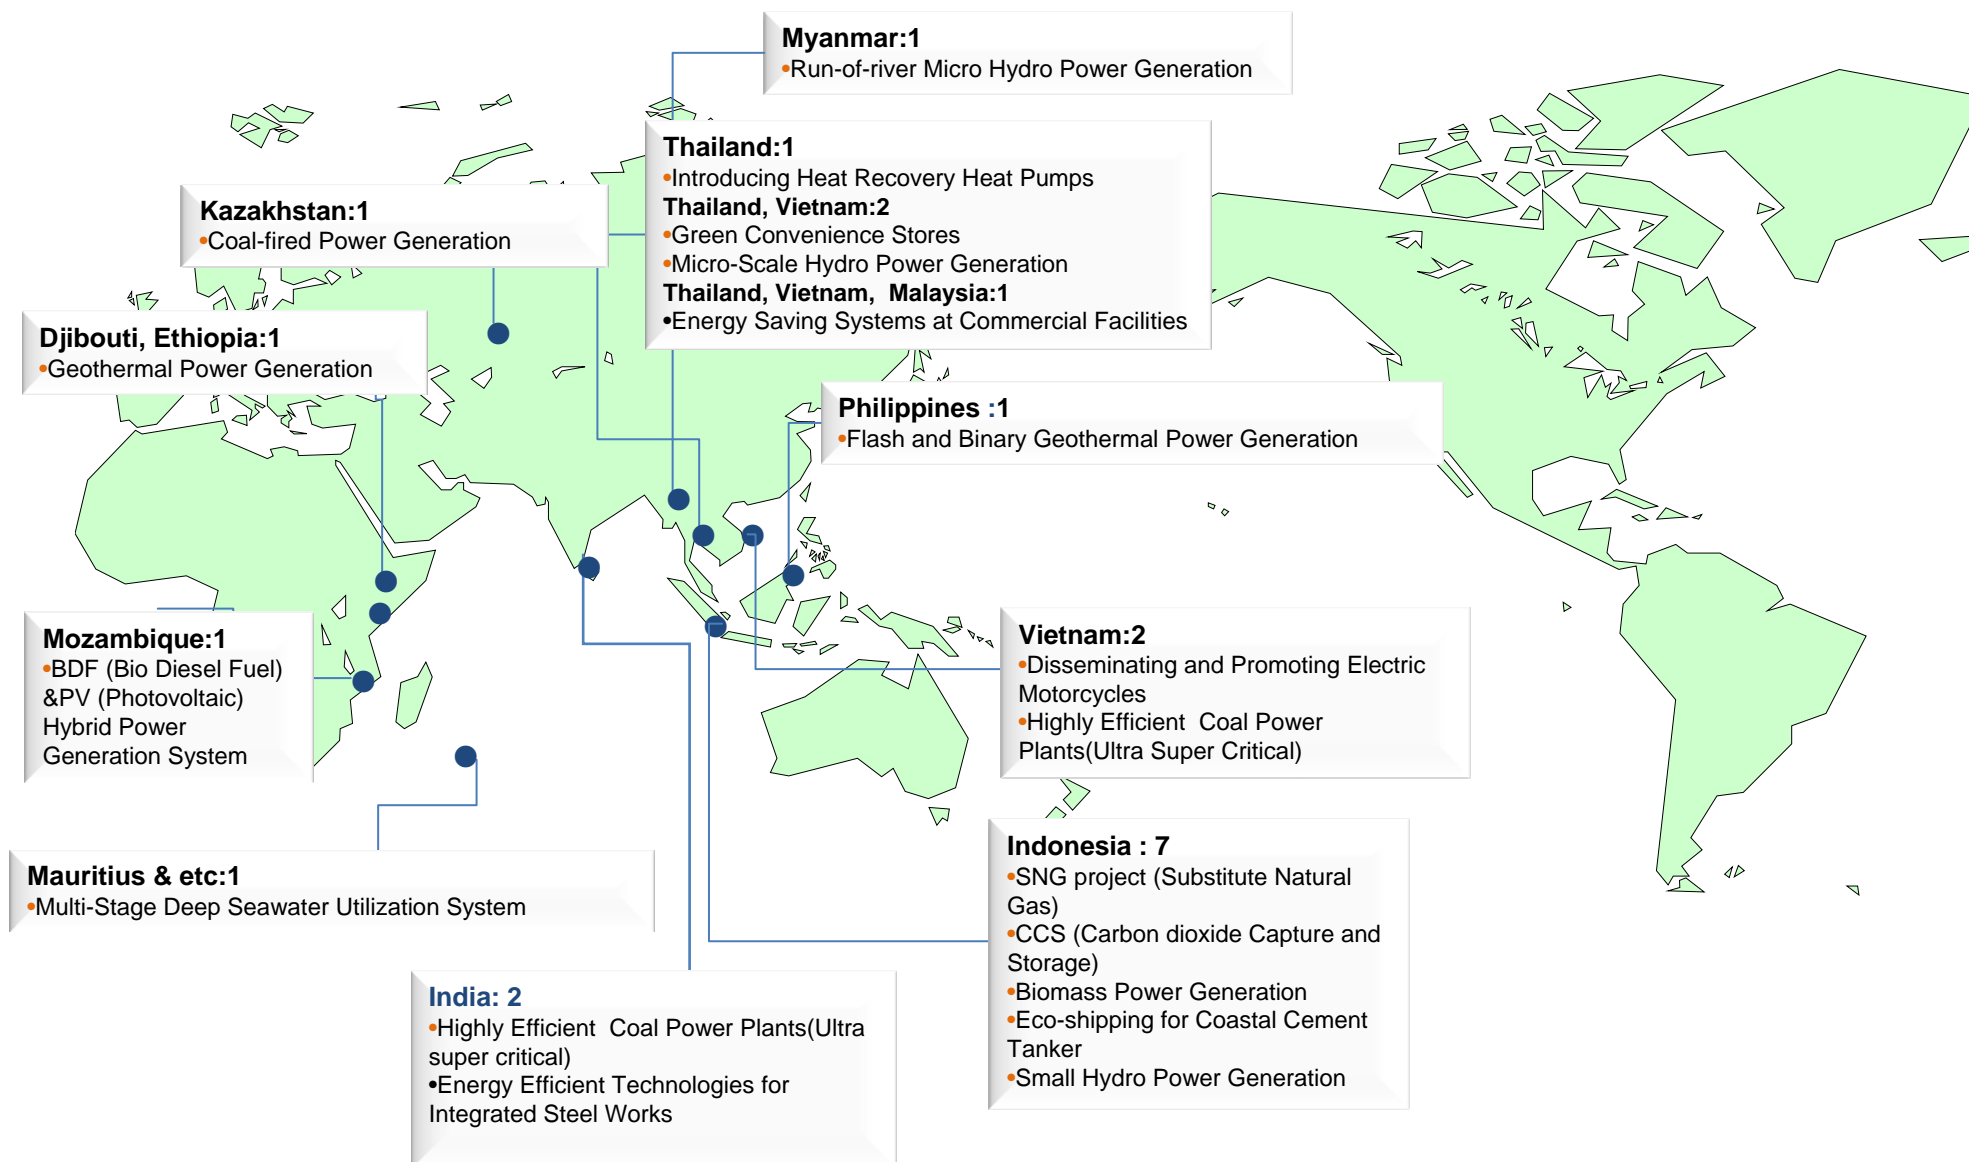 Myanmar:1
•Run-of-river Micro Hydro Power Generation
Thailand:1
•Introducing Heat Recovery Heat Pumps
Thailand, Vietnam:2
•Green Convenience Stores
•Micro-Scale Hydro Power Generation
Thailand, Vietnam, Malaysia:1
•Energy Saving Systems at Commercial Facilities
Kazakhstan:1
•Coal-fired Power Generation
Djibouti, Ethiopia:1
•Geothermal Power Generation
Philippines :1
•Flash and Binary Geothermal Power Generation
Mozambique:1
•BDF (Bio Diesel Fuel)
&PV (Photovoltaic)
Hybrid Power
Generation System
Vietnam:2
•Disseminating and Promoting Electric
Motorcycles
•Highly Efficient Coal Power
Plants(Ultra Super Critical)
Mauritius & etc:1
•Multi-Stage Deep Seawater Utilization System
Indonesia : 7
•SNG project (Substitute Natural
Gas)
•CCS (Carbon dioxide Capture and
Storage)
•Biomass Power Generation
•Eco-shipping for Coastal Cement
Tanker
•Small Hydro Power Generation
India: 2
•Highly Efficient Coal Power Plants(Ultra
super critical)
•Energy Efficient Technologies for
Integrated Steel Works